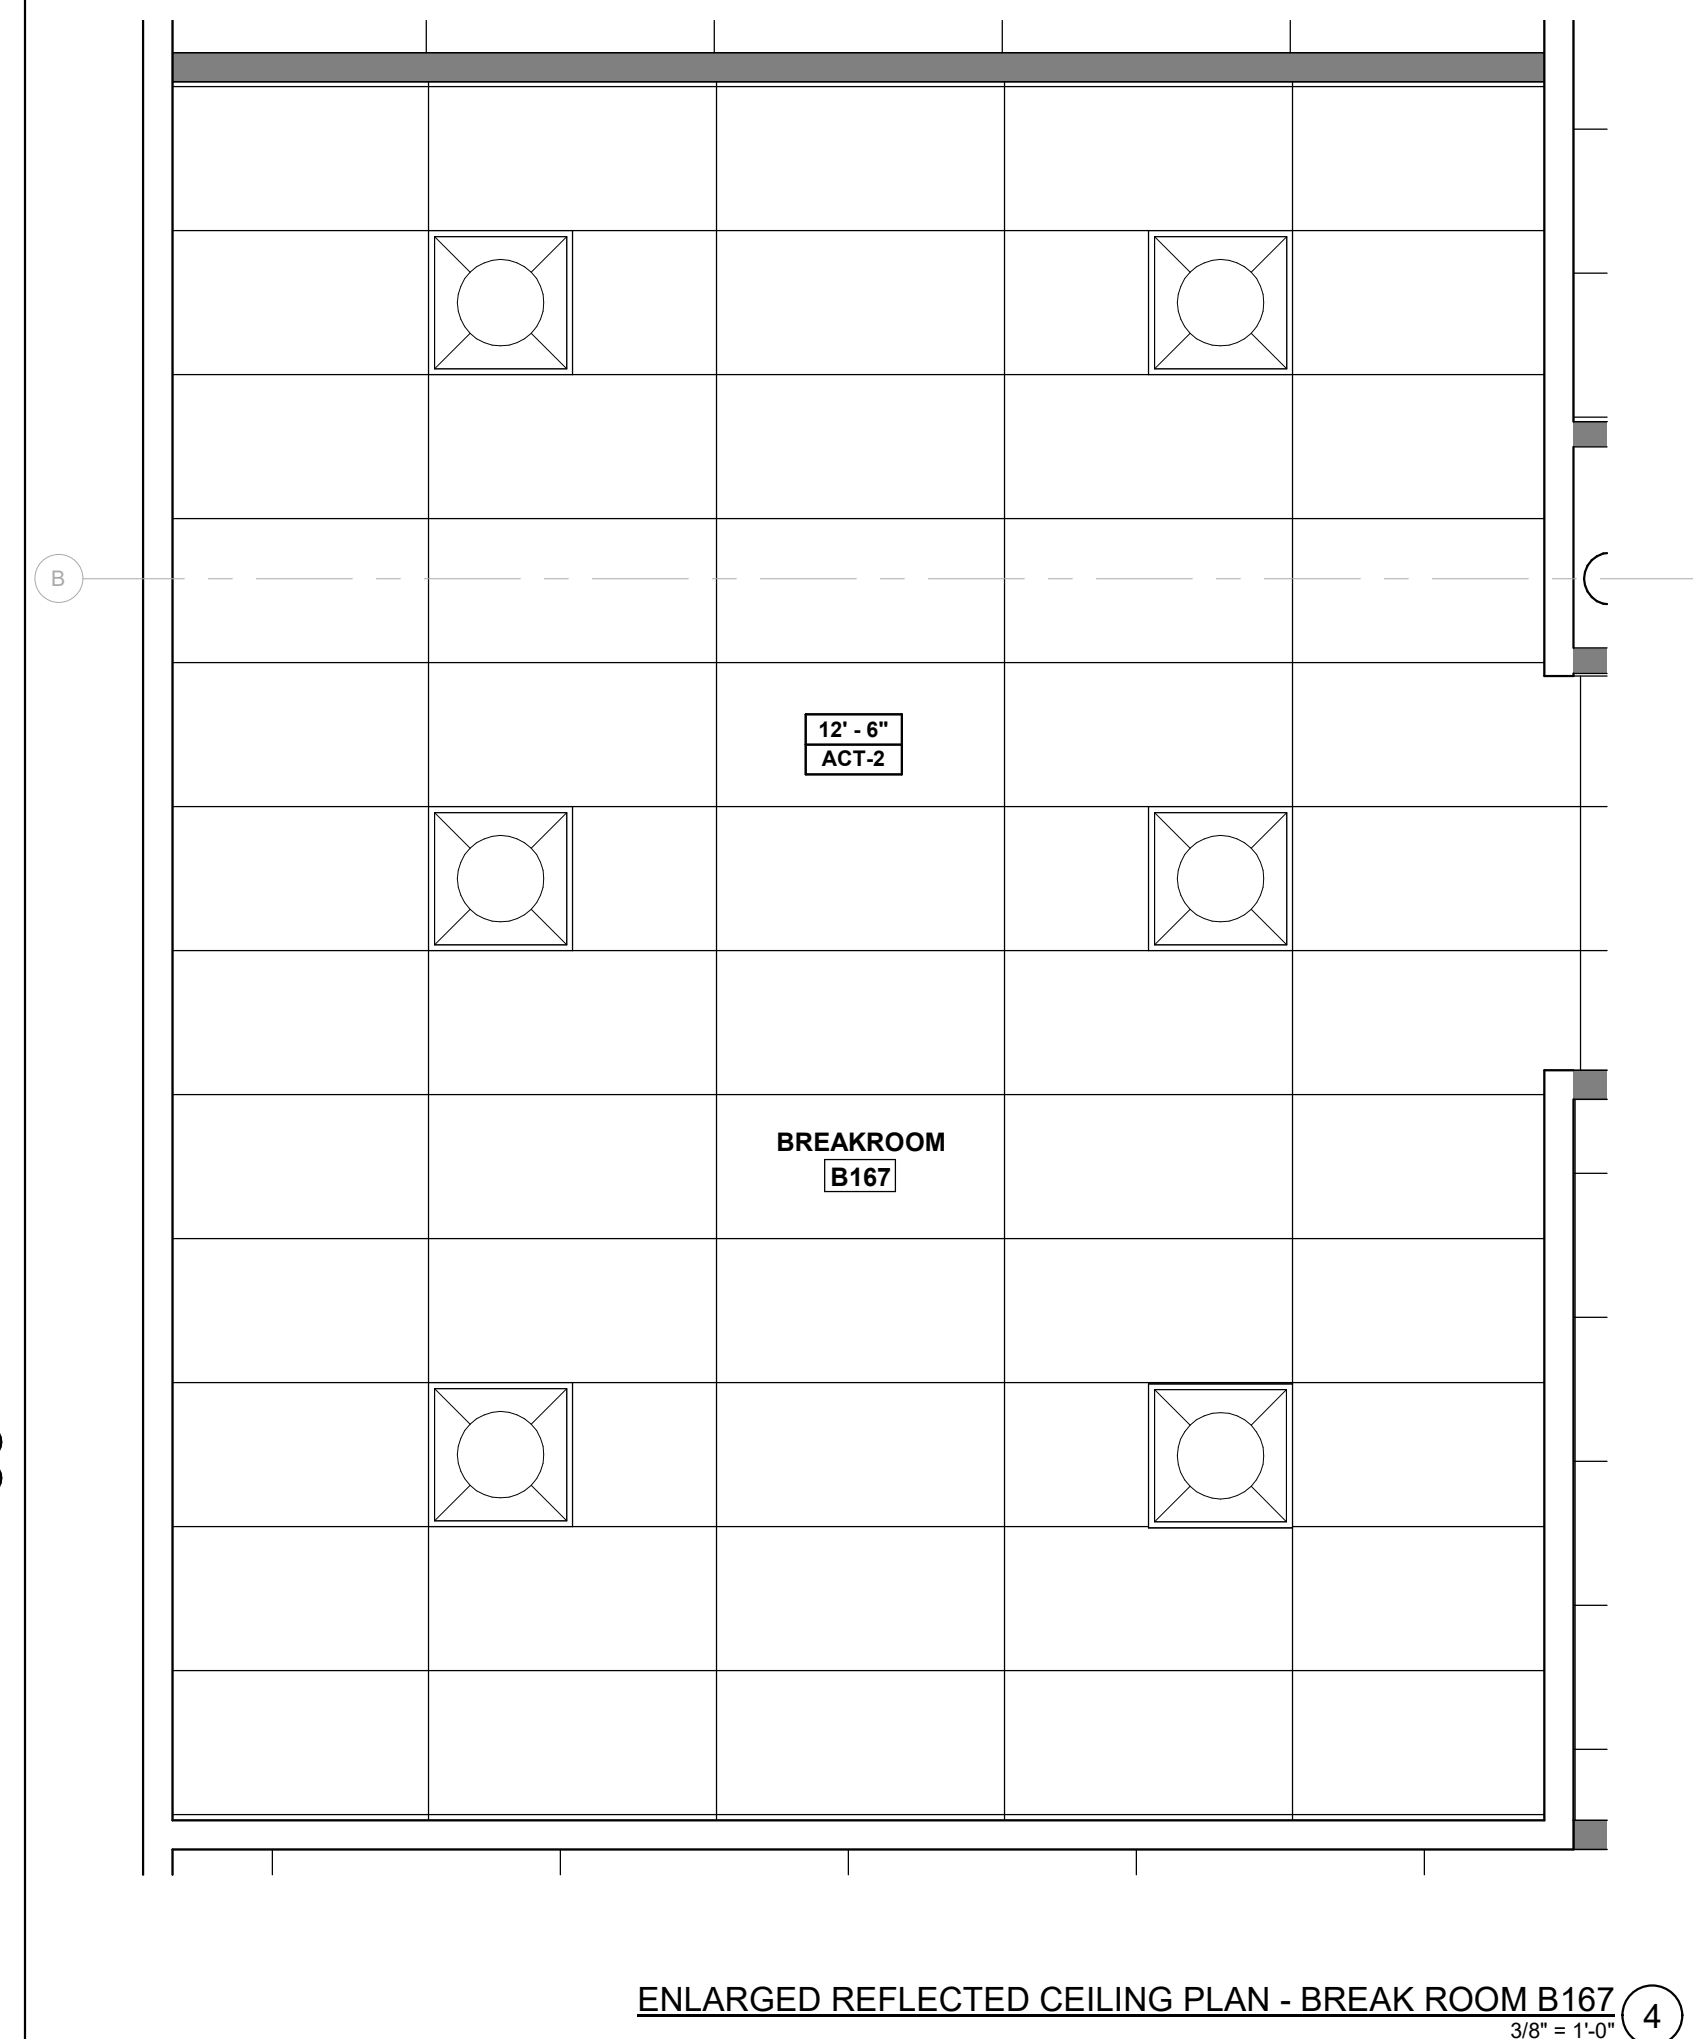 B
12' - 6"
ACT-2
BREAKROOM
B167
ENLARGED REFLECTED CEILING PLAN - BREAK ROOM B167
3/8" = 1'-0"
4